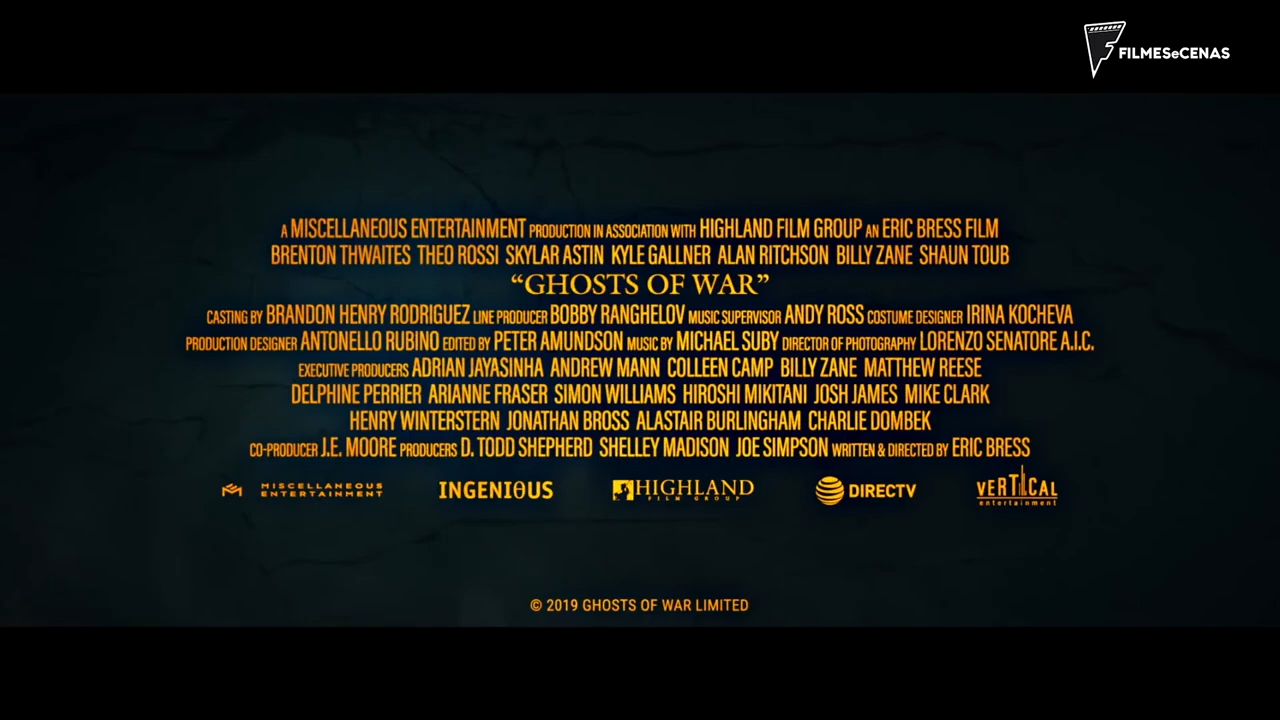 FILMESeCENAS
A MISCELLANEOUS ENTERTAINMENT PRODUCTION IN ASSOCIATION WITH HIGHLAND FILM GROUP AN ERIC BRESS FILM
BRENTON THWAITES THEO ROSSI SKYLAR ASTIN KYLE GALLNER ALAN RITCHSON BILLY ZANE SHAUN TOUB
“GHOSTS OF WAR”
CASTING BY BRANDON HENRY RODRIGUEZ LINE PRODUCER BOBBY RANGHELOV MUSIC SUPERVISOR ANDY ROSS COSTUME DESIGNER IRINA KOCHEVA
PRODUCTION DESIGNER ANTONELLO RUBINO EDITED BY PETER AMUNDSON MUSIC BY MICHAEL SUBY DIRECTOR OF PHOTOGRAPHY LORENZO SENATORE A.I.C.
EXECUTIVE PRODUCERS ADRIAN JAYASINHA ANDREW MANN COLLEEN CAMP BILLY ZANE MATTHEW REESE
DELPHINE PERRIER ARIANNE FRASER SIMON WILLIAMS HIROSHI MIKITANI JOSH JAMES MIKE CLARK
HENRY WINTERSTERN JONATHAN BROSS ALASTAIR BURLINGHAM CHARLIE DOMBEK
CO-PRODUCER J.E. MOORE PRODUCERS D. TODD SHEPHERD SHELLEY MADISON JOE SIMPSON WRITTEN & DIRECTED BY ERIC BRESS
MISCELLANEOUS ENTERTAINMENT INGENIOUS HIGHLAND FILM GROUP DIRECTV VERTICAL entertainment
© 2019 GHOSTS OF WAR LIMITED